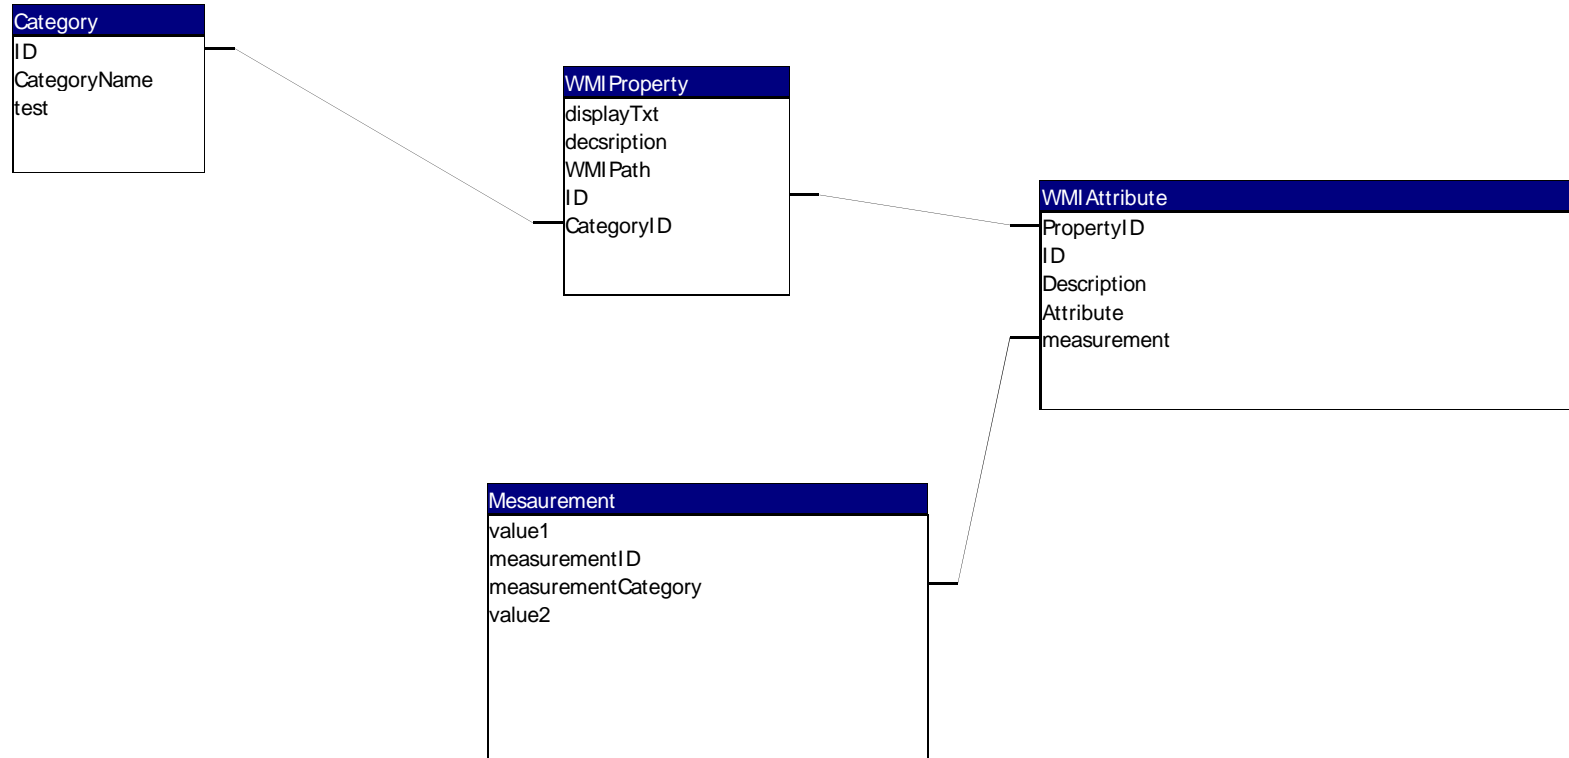 Category
ID
CategoryName
test
WMIProperty
displayTxt
decsription
WMIPath
ID
CategoryID
WMIAttribute
PropertyID
ID
Description
Attribute
measurement
Mesaurement
value1
measurementID
measurementCategory
value2